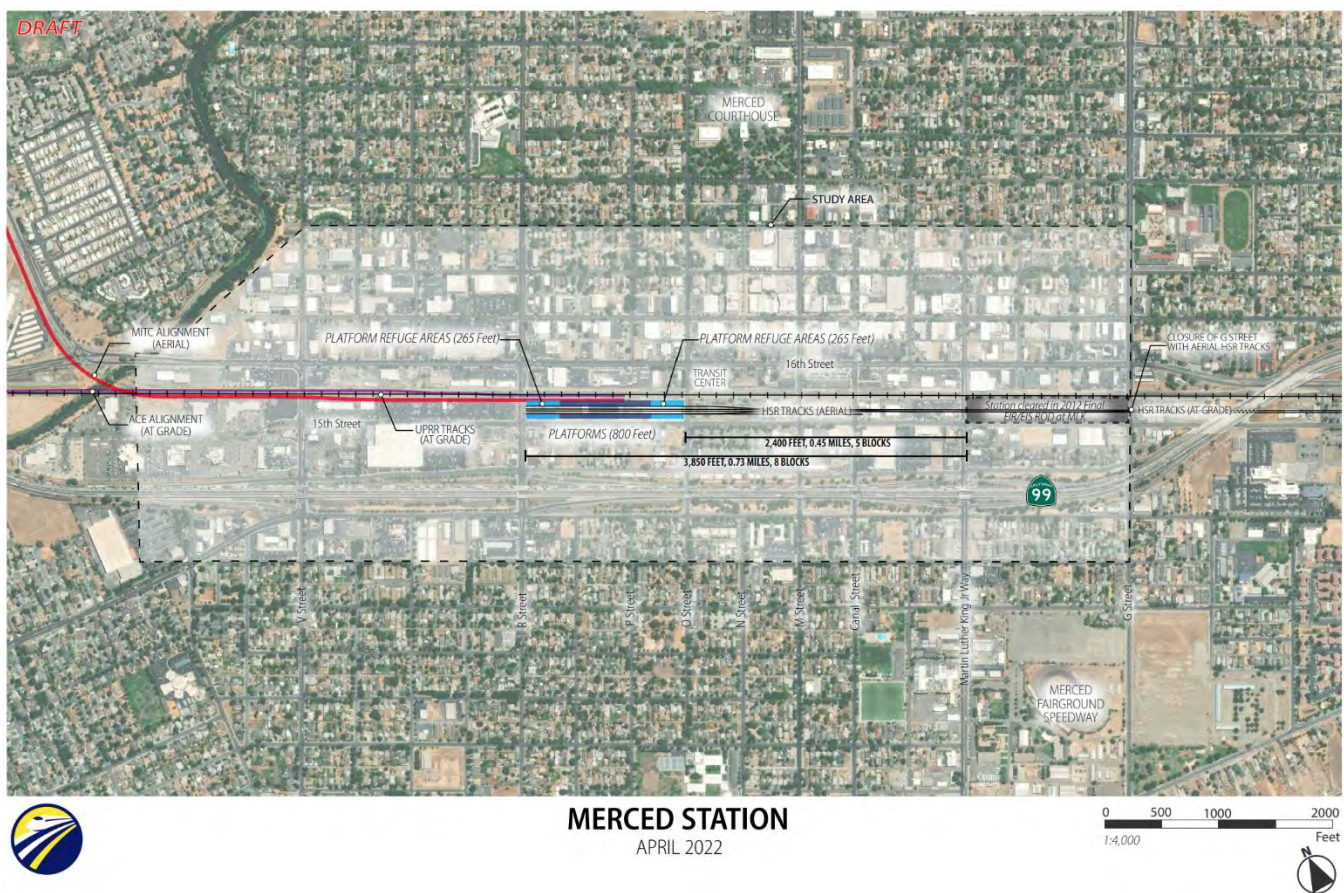 DRAFT
MERCED
COURTHOUSE
STUDY AREA
MITC ALIGNMENT
(AERIAL)
PLATFORM REFUGE AREAS (265 Feet)
PLATFORM REFUGE AREAS (265 Feet)
CLOSURE OF G STREET
WITH AERIAL HSR TRACKS
16th Street
TRANSIT
CENTER
ACE ALIGNMENT
(AT GRADE)
15th Street
UPRR TRACKS
(AT GRADE)
PLATFORMS (800 Feet)
HSR TRACKS (AERIAL)
Station cleared in 2012 Final
EIR/EIS ROD at MLK
HSR TRACKS (AT-GRADE)
2,400 FEET, 0.45 MILES, 5 BLOCKS
3,850 FEET, 0.73 MILES, 8 BLOCKS
CALIFORNIA
99
V Street
R Street
P Street
O Street
N Street
M Street
Canal Street
Martin Luther King Jr Way
G Street
MERCED
FAIRGROUND
SPEEDWAY
MERCED STATION
APRIL 2022
0 500 1000 2000
Feet
1:4,000
N